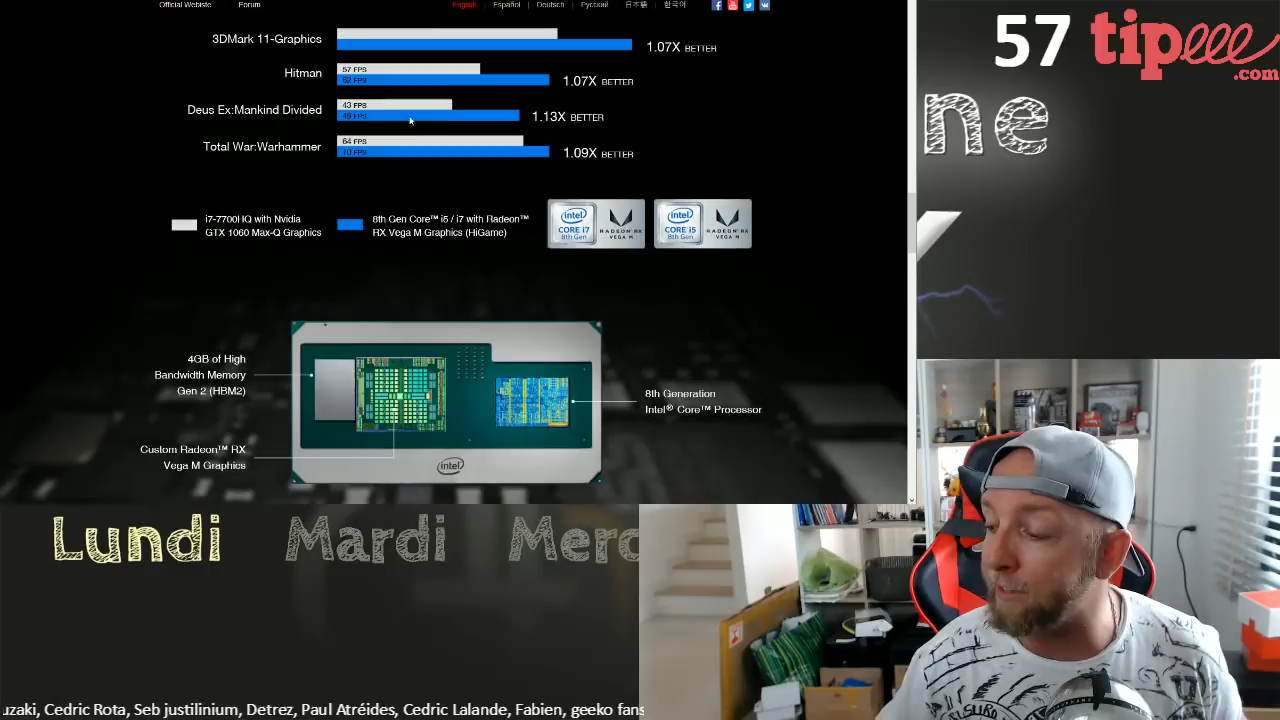 Official Webiste Forum English Español Deutsch Русский 日本語 한국어
57 tipeee
.com
ne
3DMark 11-Graphics 1.07X BETTER
Hitman 57 FPS 62 FPS 1.07X BETTER
Deus Ex:Mankind Divided 43 FPS 49 FPS 1.13X BETTER
Total War:Warhammer 64 FPS 70 FPS 1.09X BETTER
i7-7700HQ with Nvidia
GTX 1060 Max-Q Graphics
8th Gen Core™ i5 / i7 with Radeon™
RX Vega M Graphics (HiGame)
intel
CORE i7
8th Gen
RADEON RX
VEGA M
intel
CORE i5
8th Gen
RADEON RX
VEGA M
4GB of High
Bandwidth Memory
Gen 2 (HBM2)
8th Generation
Intel® Core™ Processor
Custom Radeon™ RX
Vega M Graphics
intel
Lundi Mardi Merc
uzaki, Cedric Rota, Seb justilinium, Detrez, Paul Atréides, Cedric Lalande, Fabien, geeko fans